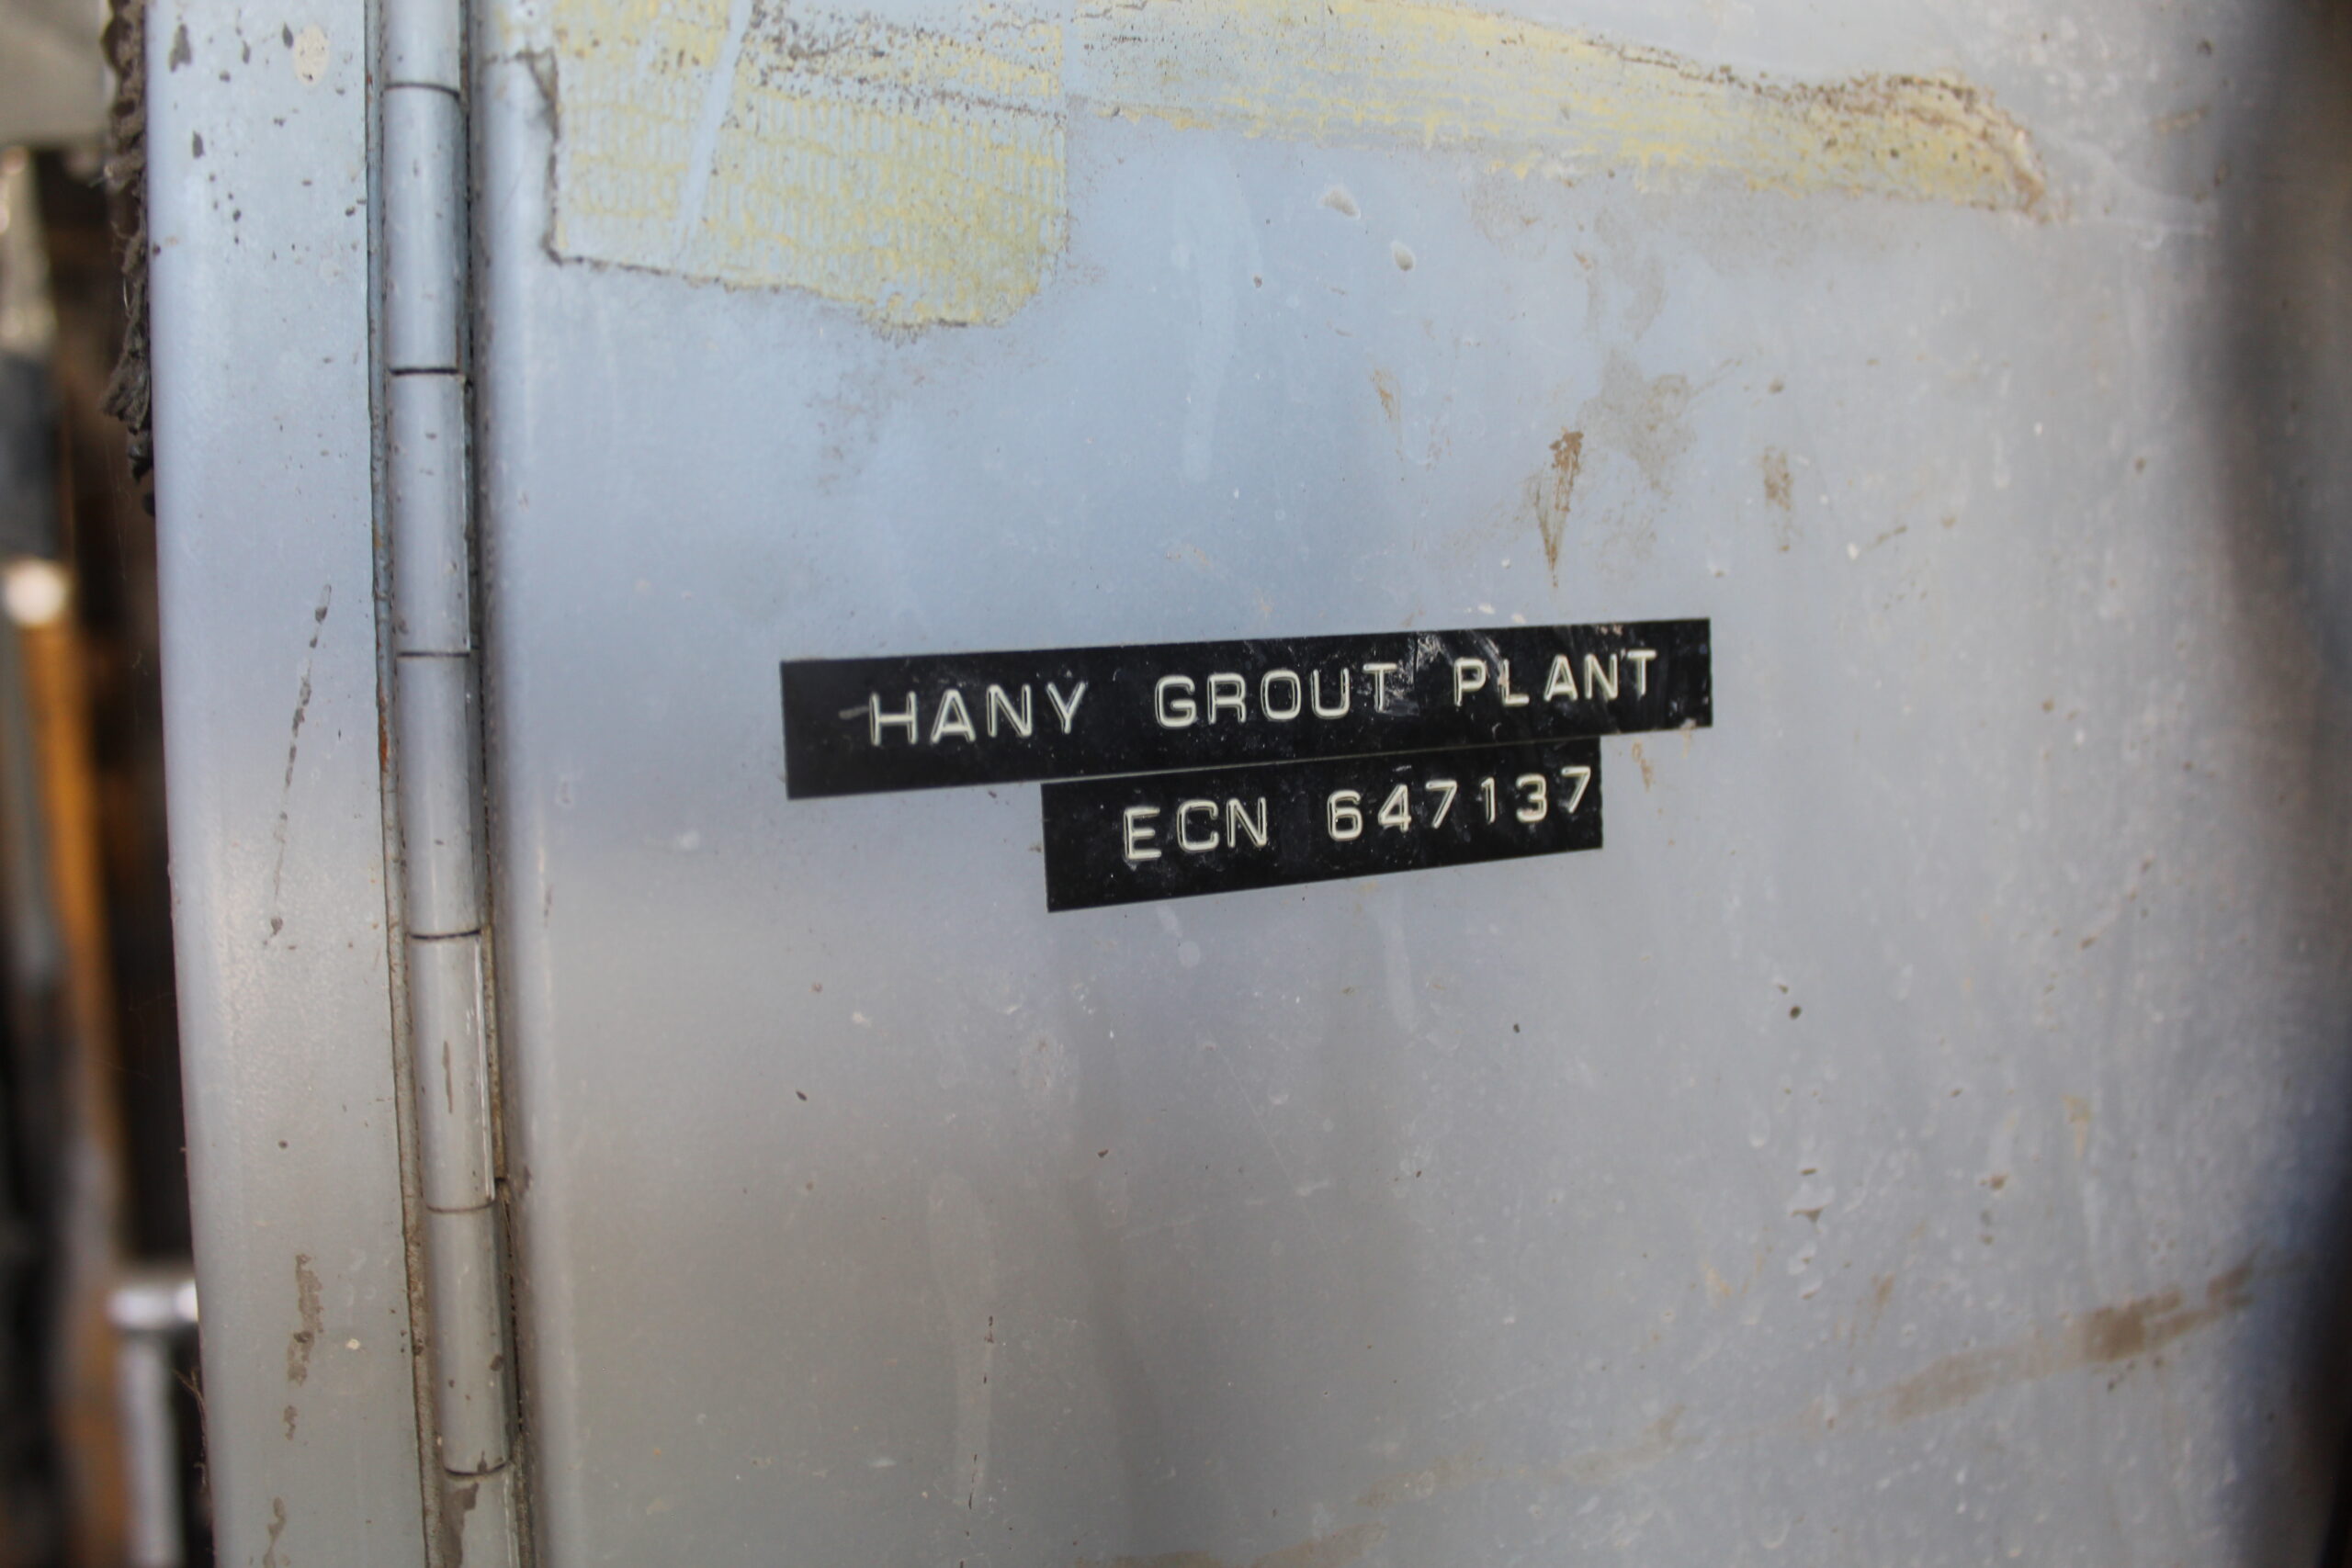 HANY GROUT PLANT
ECN 647137